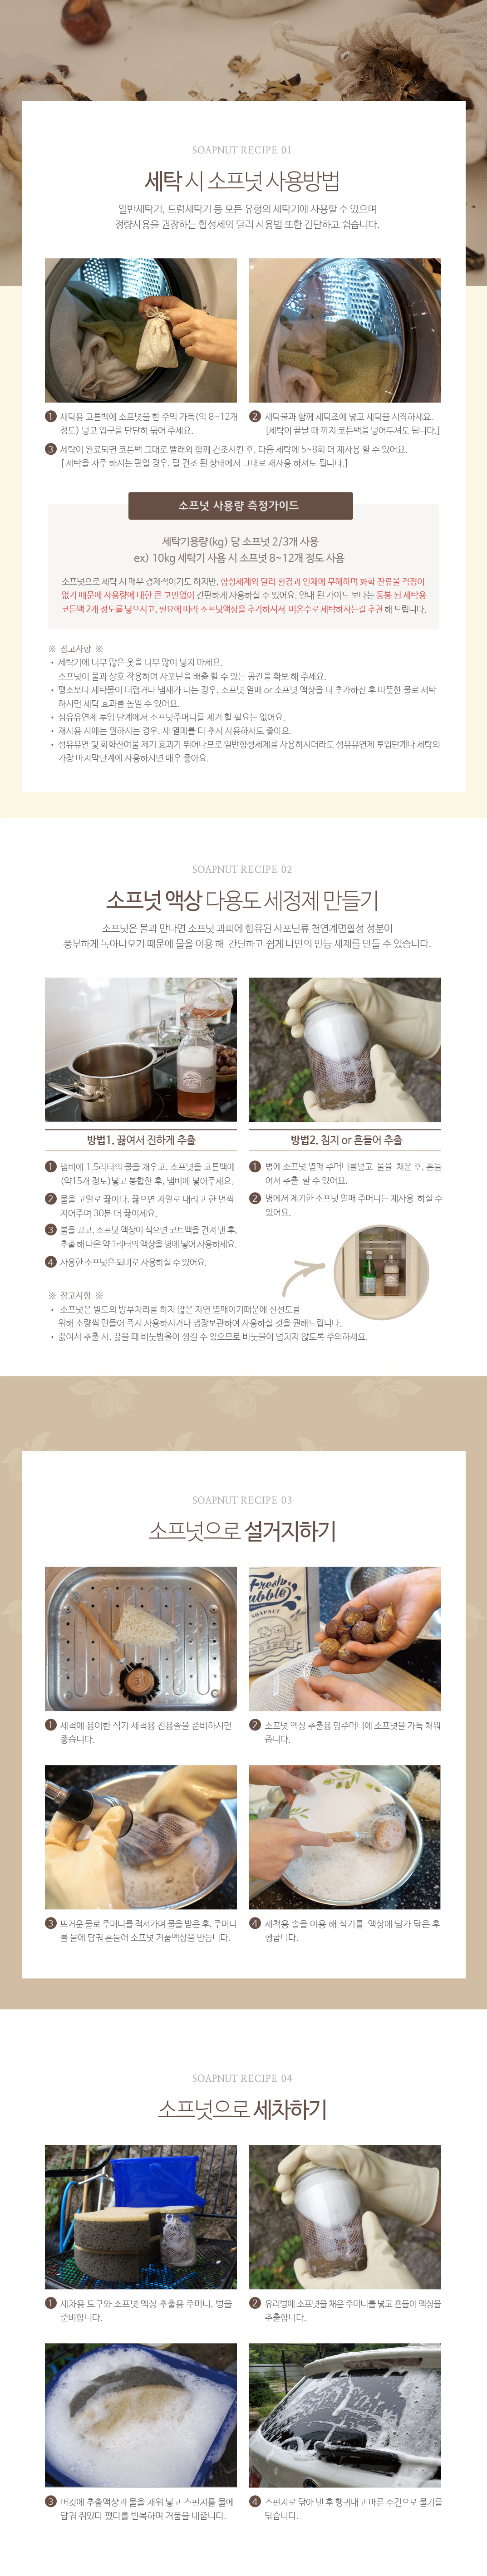 SOAPNUT RECIPE 01
세탁 시 소프넛 사용방법
일반세탁기, 드럼세탁기 등 모든 유형의 세탁기에 사용할 수 있으며
정량사용을 권장하는 합성세와 달리 사용법 또한 간단하고 쉽습니다.
1 세탁용 코튼백에 소프넛을 한 주먹 가득(약 8~12개
정도) 넣고 입구를 단단히 묶어 주세요.
2 세탁물과 함께 세탁조에 넣고 세탁을 시작하세요.
[세탁이 끝날 때 까지 코튼백을 넣어두셔도 됩니다.]
3 세탁이 완료되면 코튼백 그대로 빨래와 함께 건조시킨 후, 다음 세탁에 5~8회 더 재사용 할 수 있어요.
[ 세탁을 자주 하시는 편일 경우, 덜 건조 된 상태에서 그대로 재사용 하셔도 됩니다.]
소프넛 사용량 측정가이드
세탁기용량(kg) 당 소프넛 2/3개 사용
ex) 10kg 세탁기 사용 시 소프넛 8~12개 정도 사용
소프넛으로 세탁 시 매우 경제적이기도 하지만, 합성세제와 달리 환경과 인체에 무해하며 화학 잔류물 걱정이
없기 때문에 사용량에 대한 큰 고민없이 간편하게 사용하실 수 있어요. 안내 된 가이드 보다는 동봉 된 세탁용
코튼백 2개 정도를 넣으시고, 필요에 따라 소프넛액상을 추가하셔서 미온수로 세탁하시는걸 추천 해 드립니다.
※ 참고사항 ※
• 세탁기에 너무 많은 옷을 너무 많이 넣지 마세요.
소프넛이 물과 상호 작용하여 사포닌을 배출 할 수 있는 공간을 확보 해 주세요.
• 평소보다 세탁물이 더럽거나 냄새가 나는 경우, 소프넛 열매 or 소프넛 액상을 더 추가하신 후 따뜻한 물로 세탁
하시면 세탁 효과를 높일 수 있어요.
• 섬유유연제 투입 단계에서 소프넛주머니를 제거 할 필요는 없어요.
• 재사용 시에는 원하시는 경우, 새 열매를 더 추서 사용하셔도 좋아요.
• 섬유유연 및 화학잔여물 제거 효과가 뛰어나므로 일반합성세제를 사용하시더라도 섬유유연제 투입단계나 세탁의
가장 마지막단계에 사용하시면 매우 좋아요.
SOAPNUT RECIPE 02
소프넛 액상 다용도 세정제 만들기
소프넛은 물과 만나면 소프넛 과피에 함유된 사포닌류 천연계면활성 성분이
풍부하게 녹아나오기 때문에 물을 이용 해 간단하고 쉽게 나만의 만능 세제를 만들 수 있습니다.
방법1. 끓여서 진하게 추출
1 냄비에 1.5리터의 물을 채우고, 소프넛을 코튼백에
(약15개 정도)넣고 봉합한 후, 냄비에 넣어주세요.
2 물을 고열로 끓이다, 끓으면 저열로 내리고 한 번씩
저어주며 30분 더 끓이세요.
3 불을 끄고, 소프넛 액상이 식으면 코트백을 건져 낸 후,
추출 해 나온 약 1리터의 액상을 병에 넣어 사용하세요.
4 사용한 소프넛은 퇴비로 사용하실 수 있어요.
방법2. 침지 or 흔들어 추출
1 병에 소프넛 열매 주머니를넣고 물을 채운 후, 흔들
어서 추출 할 수 있어요.
2 병에서 제거한 소프넛 열매 주머니는 재사용 하실 수
있어요.
※ 참고사항 ※
• 소프넛은 별도의 방부처리를 하지 않은 자연 열매이기때문에 신선도를
위해 소량씩 만들어 즉시 사용하시거나 냉장보관하여 사용하실 것을 권해드립니다.
• 끓여서 추출 시, 끓을 때 비눗방울이 생길 수 있으므로 비눗물이 넘치지 않도록 주의하세요.
SOAPNUT RECIPE 03
소프넛으로 설거지하기
Fresh
Bubble
SOAPNUT
1 세척에 용이한 식기 세척용 전용솔을 준비하시면
좋습니다.
2 소프넛 액상 추출용 망주머니에 소프넛을 가득 채워
줍니다.
3 뜨거운 물로 주머니를 적셔가며 물을 받은 후, 주머니
를 물에 담궈 흔들어 소프넛 거품액상을 만듭니다.
4 세척용 솔을 이용 해 식기를 액상에 담가 닦은 후
헹굽니다.
SOAPNUT RECIPE 04
소프넛으로 세차하기
1 세차용 도구와 소프넛 액상 추출용 주머니, 병을
준비합니다.
2 유리병에 소프넛을 채운 주머니를 넣고 흔들어 액상을
추출합니다.
3 버킷에 추출액상과 물을 채워 넣고 스펀지를 물에
담궈 쥐었다 폈다를 반복하며 거품을 내줍니다.
4 스펀지로 닦아 낸 후 헹궈내고 마른 수건으로 물기를
닦습니다.